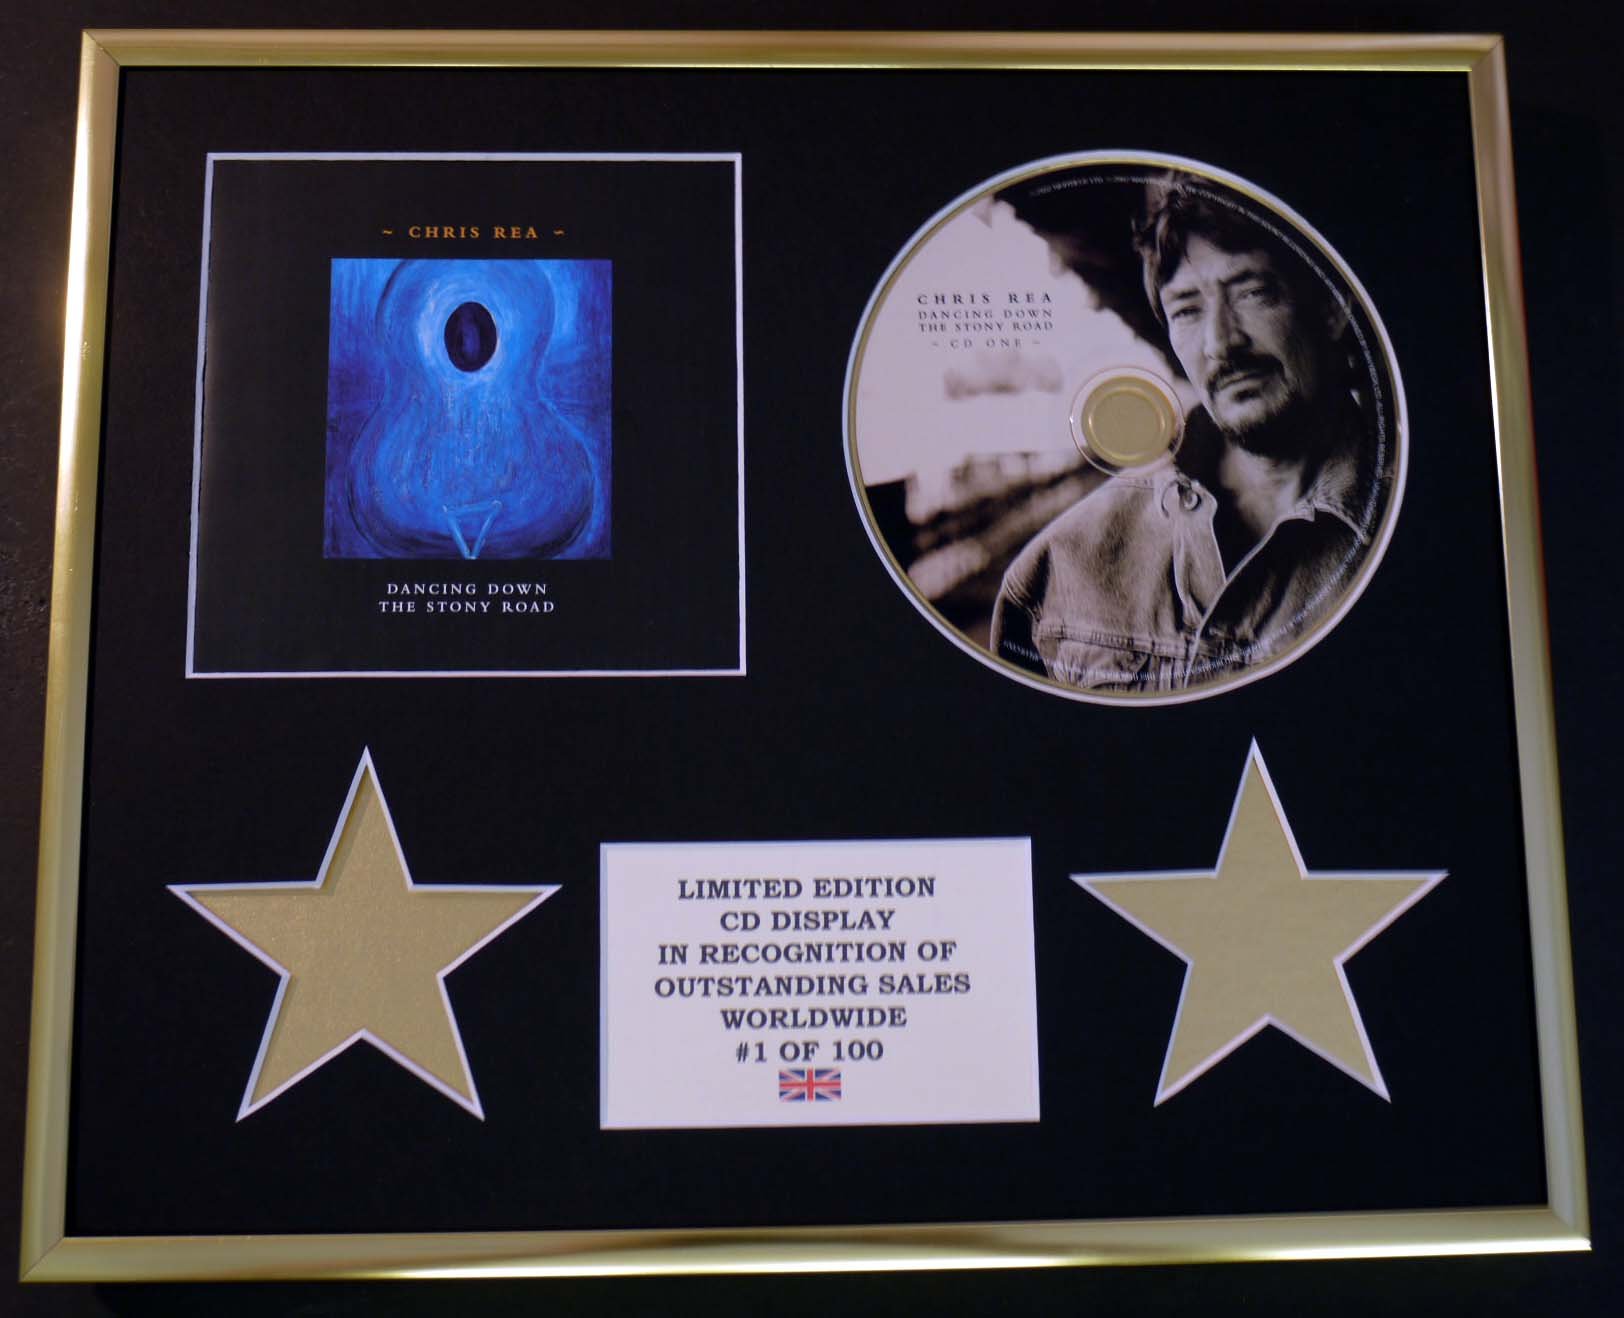 ~ CHRIS REA ~
DANCING DOWN
THE STONY ROAD
CHRIS REA
DANCING DOWN
THE STONY ROAD
~ CD ONE ~
LIMITED EDITION
CD DISPLAY
IN RECOGNITION OF
OUTSTANDING SALES
WORLDWIDE
#1 OF 100